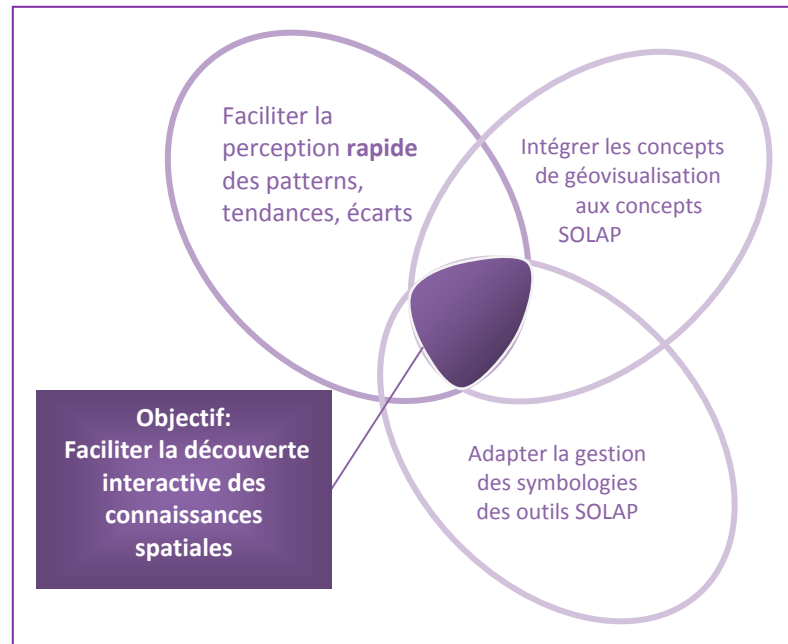 Faciliter la
perception rapide
des patterns,
tendances, écarts
Intégrer les concepts
de géovisualisation
aux concepts
SOLAP
Objectif:
Faciliter la découverte
interactive des
connaissances
spatiales
Adapter la gestion
des symbologies
des outils SOLAP